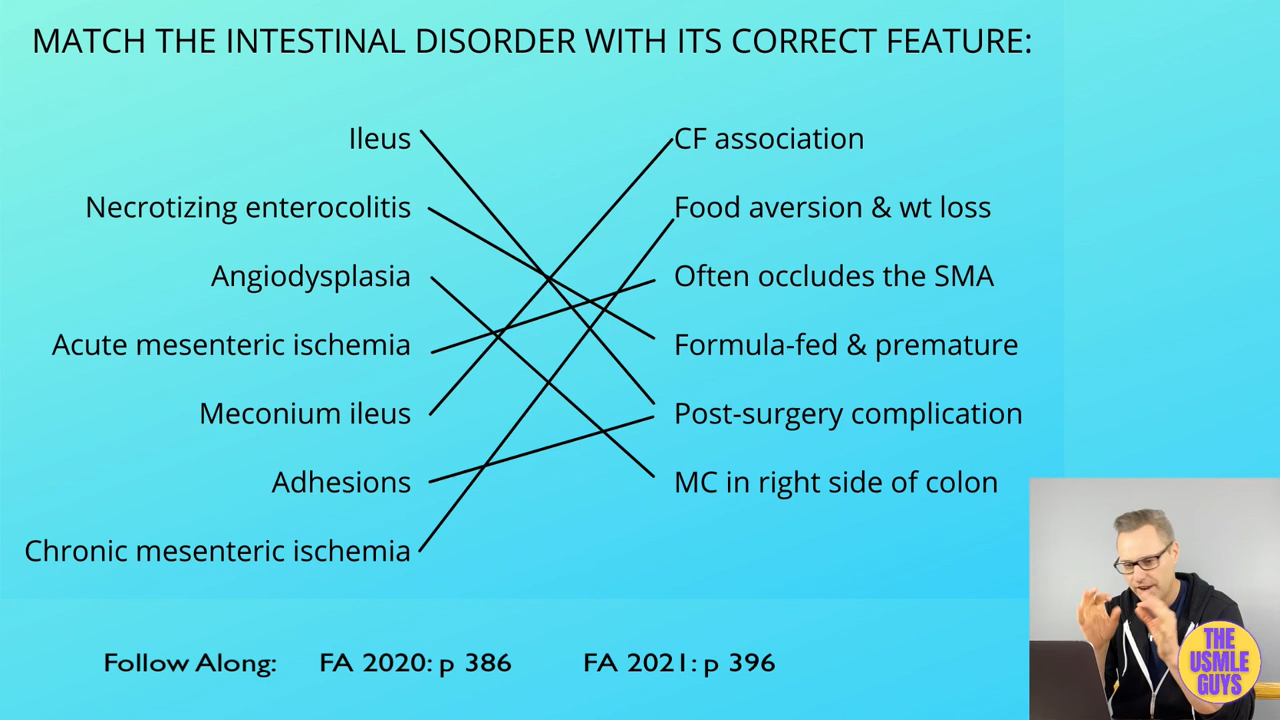 MATCH THE INTESTINAL DISORDER WITH ITS CORRECT FEATURE:
Ileus
CF association
Necrotizing enterocolitis
Food aversion & wt loss
Angiodysplasia
Often occludes the SMA
Acute mesenteric ischemia
Formula-fed & premature
Meconium ileus
Post-surgery complication
Adhesions
MC in right side of colon
Chronic mesenteric ischemia
Follow Along: FA 2020: p 386 FA 2021: p 396
THE
USMLE
GUYS